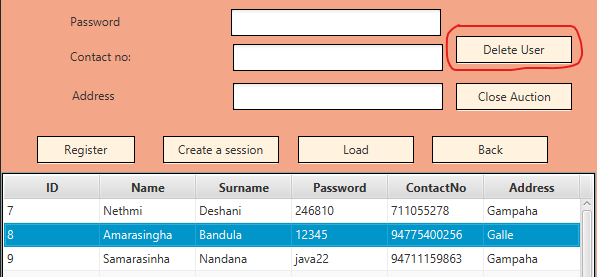 Password
Contact no:
Delete User
Address
Close Auction
Register Create a session Load Back
ID Name Surname Password ContactNo Address
7 Nethmi Deshani 246810 711055278 Gampaha
8 Amarasingha Bandula 12345 94775400256 Galle
9 Samarasinha Nandana java22 94711159863 Gampaha